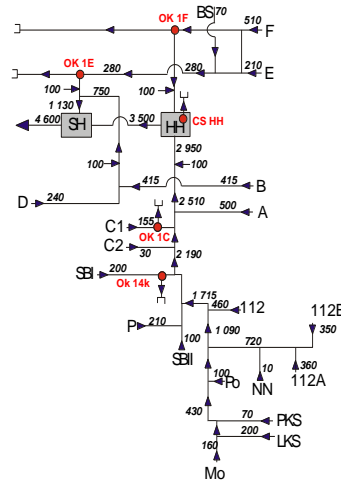 OK 1F
BS 70
510 F
OK 1E
280 280 210 E
100 750 100
1 130
4 600 SH 3 500 HH CS HH
2 950
100 100
415 415 B
D 240 2 510
500 A
C1 155
OK 1C
C2 30
2 190
Ok 14k
SBI 200
1 715
460 112
112B
350
P 210
1 090
720
100 SBII
10 360
NN 112A
100 Po
430 70 PKS
200 LKS
160
Mo